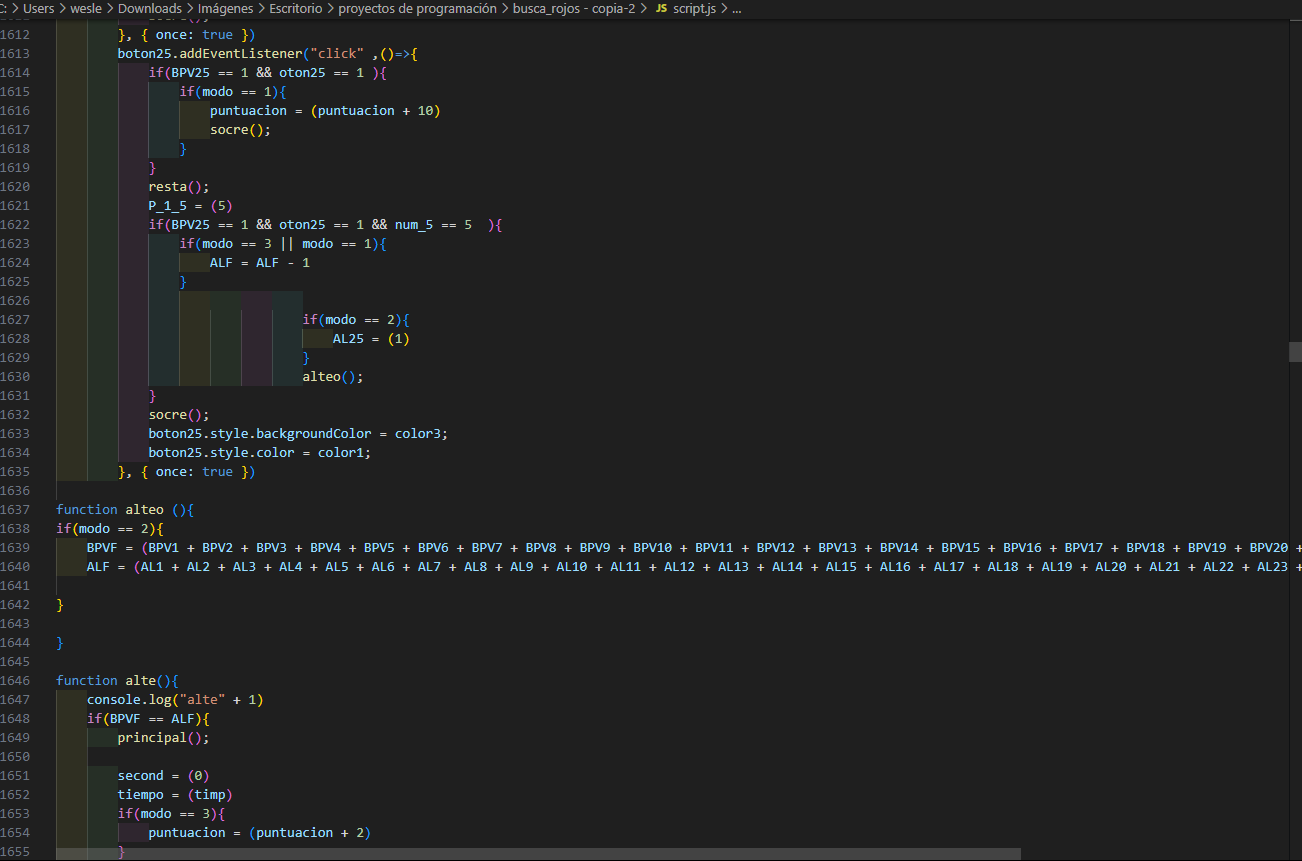 C: > Users > wesle > Downloads > Imágenes > Escritorio > proyectos de programación > busca_rojos - copia-2 > JS script.js > ...
1612 }, { once: true })
1613 boton25.addEventListener("click" ,()=>{
1614 if(BPV25 == 1 && oton25 == 1 ){
1615 if(modo == 1){
1616 puntuacion = (puntuacion + 10)
1617 socre();
1618 }
1619 }
1620 resta();
1621 P_1_5 = (5)
1622 if(BPV25 == 1 && oton25 == 1 && num_5 == 5  ){
1623 if(modo == 3 || modo == 1){
1624 ALF = ALF - 1
1625 }
1626
1627 if(modo == 2){
1628 AL25 = (1)
1629 }
1630 alteo();
1631 }
1632 socre();
1633 boton25.style.backgroundColor = color3;
1634 boton25.style.color = color1;
1635 }, { once: true })
1636
1637 function alteo (){
1638 if(modo == 2){
1639 BPVF = (BPV1 + BPV2 + BPV3 + BPV4 + BPV5 + BPV6 + BPV7 + BPV8 + BPV9 + BPV10 + BPV11 + BPV12 + BPV13 + BPV14 + BPV15 + BPV16 + BPV17 + BPV18 + BPV19 + BPV20 +
1640 ALF = (AL1 + AL2 + AL3 + AL4 + AL5 + AL6 + AL7 + AL8 + AL9 + AL10 + AL11 + AL12 + AL13 + AL14 + AL15 + AL16 + AL17 + AL18 + AL19 + AL20 + AL21 + AL22 + AL23 +
1641
1642 }
1643
1644 }
1645
1646 function alte(){
1647 console.log("alte" + 1)
1648 if(BPVF == ALF){
1649 principal();
1650
1651 second = (0)
1652 tiempo = (timp)
1653 if(modo == 3){
1654 puntuacion = (puntuacion + 2)
1655 }